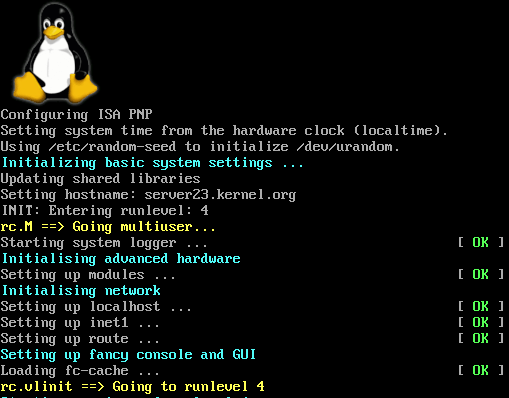 Configuring ISA PNP
Setting system time from the hardware clock (localtime).
Using /etc/random-seed to initialize /dev/urandom.
Initializing basic system settings ...
Updating shared libraries
Setting hostname: server23.kernel.org
INIT: Entering runlevel: 4
rc.M ==> Going multiuser...
Starting system logger ... [ OK ]
Initialising advanced hardware
Setting up modules ... [ OK ]
Initialising network
Setting up localhost ... [ OK ]
Setting up inet1 ... [ OK ]
Setting up route ... [ OK ]
Setting up fancy console and GUI
Loading fc-cache ... [ OK ]
rc.vlinit ==> Going to runlevel 4